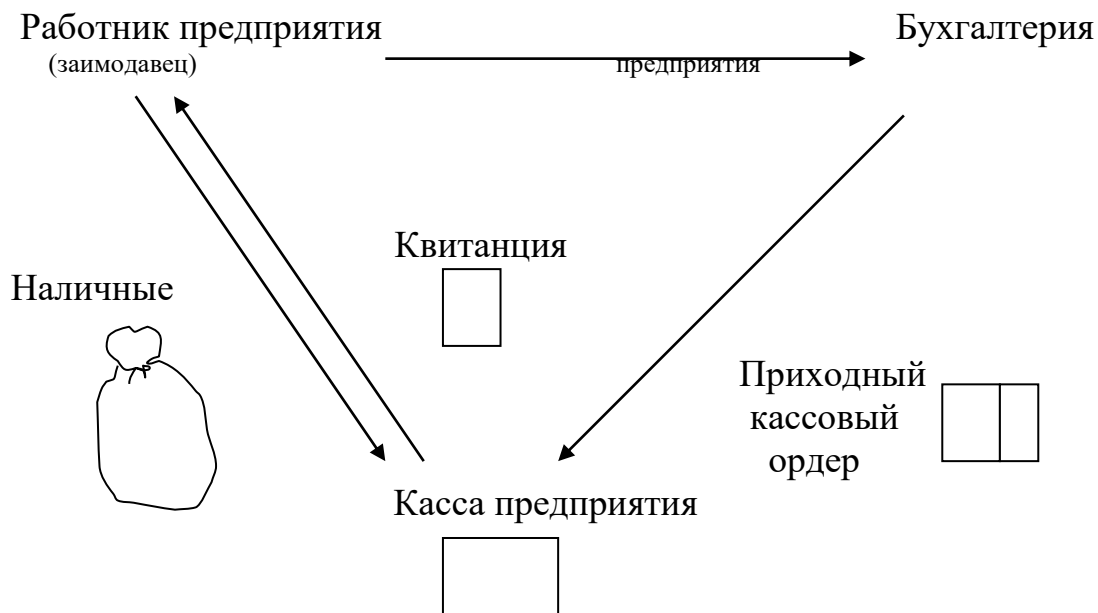 Работник предприятия
Бухгалтерия
(заимодавец)
предприятия
Квитанция
Наличные
Приходный
кассовый
ордер
Касса предприятия